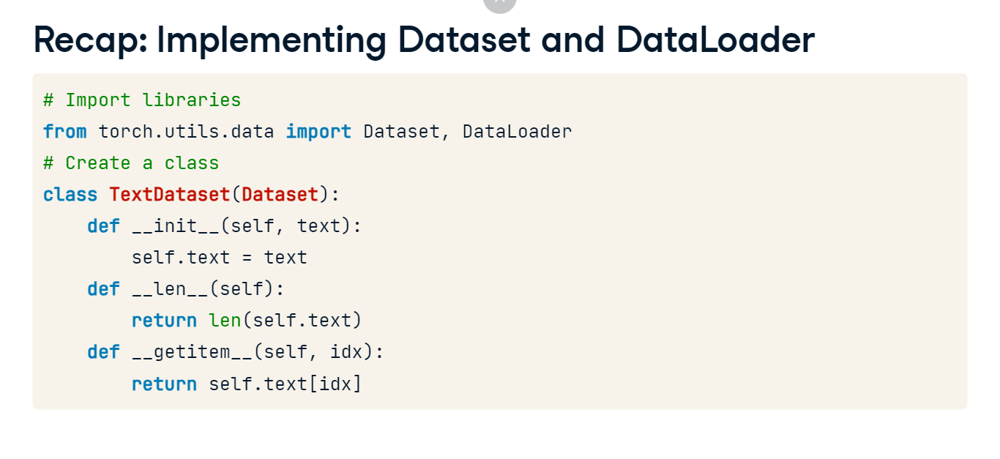 Recap: Implementing Dataset and DataLoader
# Import libraries
from torch.utils.data import Dataset, DataLoader
# Create a class
class TextDataset(Dataset):
    def __init__(self, text):
        self.text = text
    def __len__(self):
        return len(self.text)
    def __getitem__(self, idx):
        return self.text[idx]